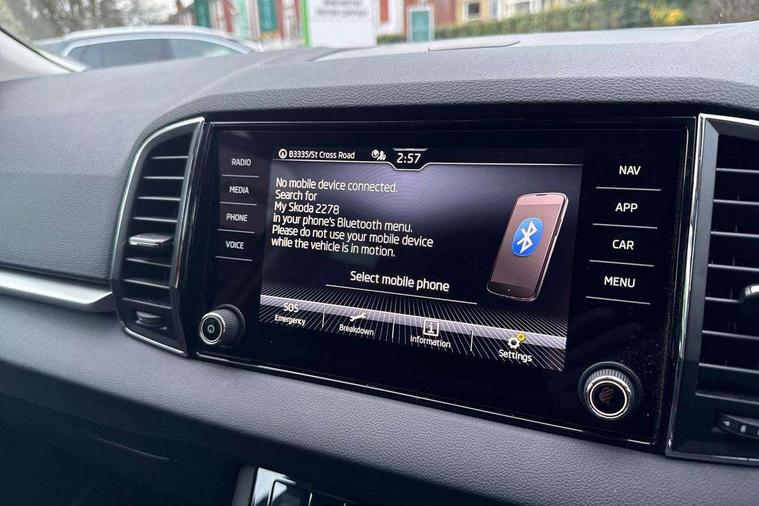 RADIO
MEDIA
PHONE
VOICE
B3335/St Cross Road
2:57
No mobile device connected.
Search for
My Skoda 2278
in your phone's Bluetooth menu.
Please do not use your mobile device
while the vehicle is in motion.
Select mobile phone
SOS
Emergency
Breakdown
Information
Settings
NAV
APP
CAR
MENU